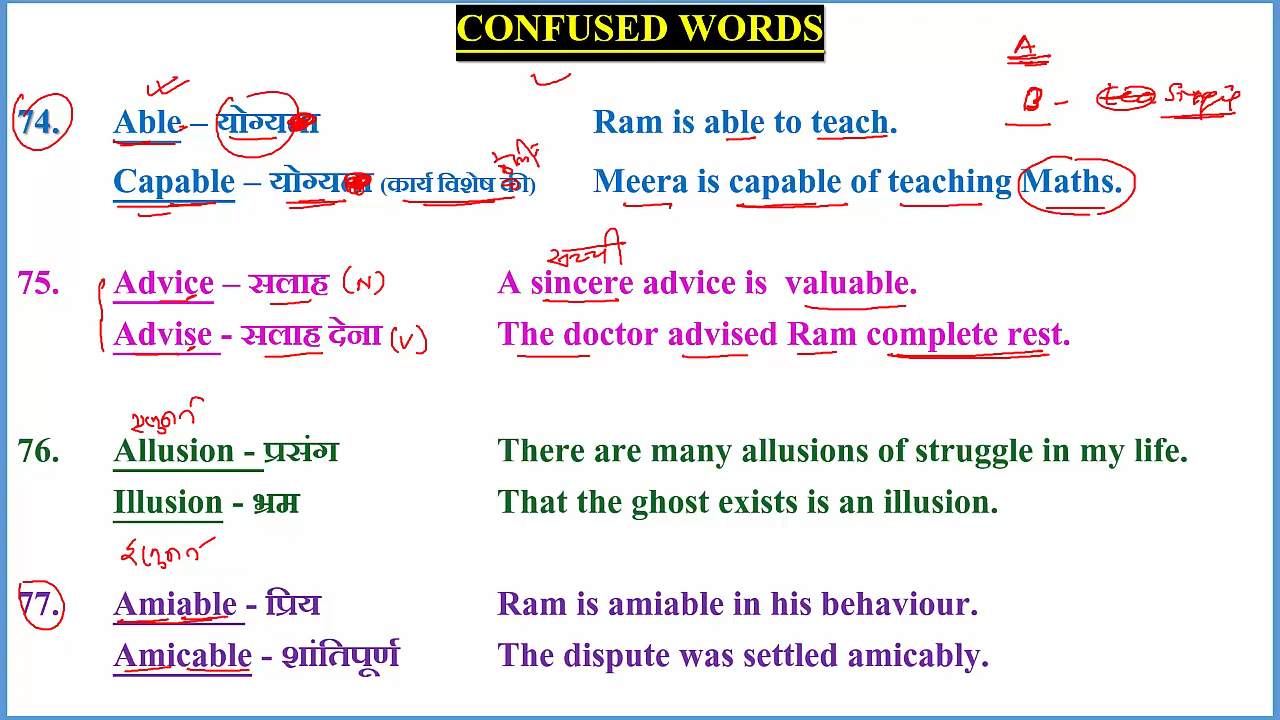 CONFUSED WORDS
A
B -
74. Able – योग्य Ram is able to teach.
Capable – योग्य (कार्य विशेष की) Meera is capable of teaching Maths.
सच्ची
75. Advice – सलाह (N) A sincere advice is valuable.
Advise - सलाह देना (V) The doctor advised Ram complete rest.
76. Allusion - प्रसंग There are many allusions of struggle in my life.
Illusion - भ्रम That the ghost exists is an illusion.
77. Amiable - प्रिय Ram is amiable in his behaviour.
Amicable - शांतिपूर्ण The dispute was settled amicably.